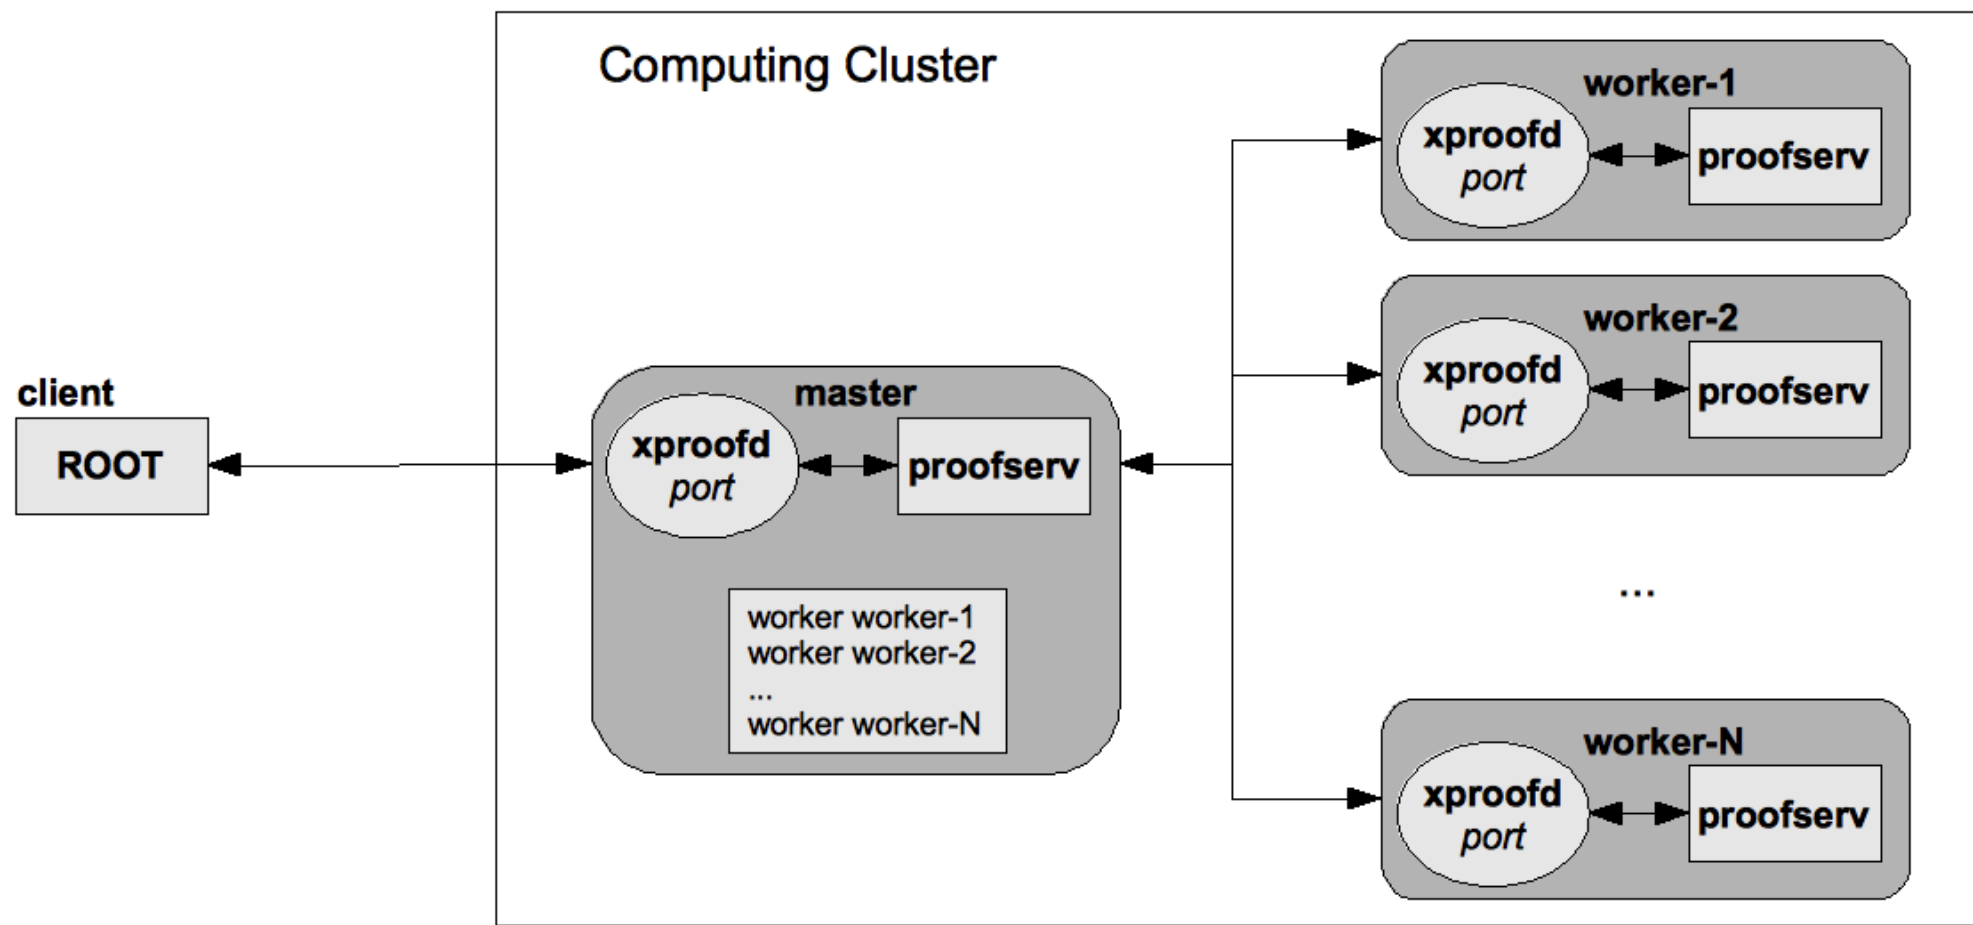 Computing Cluster
client
ROOT
master
xproofd
port
proofserv
worker worker-1
worker worker-2
...
worker worker-N
worker-1
xproofd
port
proofserv
worker-2
xproofd
port
proofserv
...
worker-N
xproofd
port
proofserv